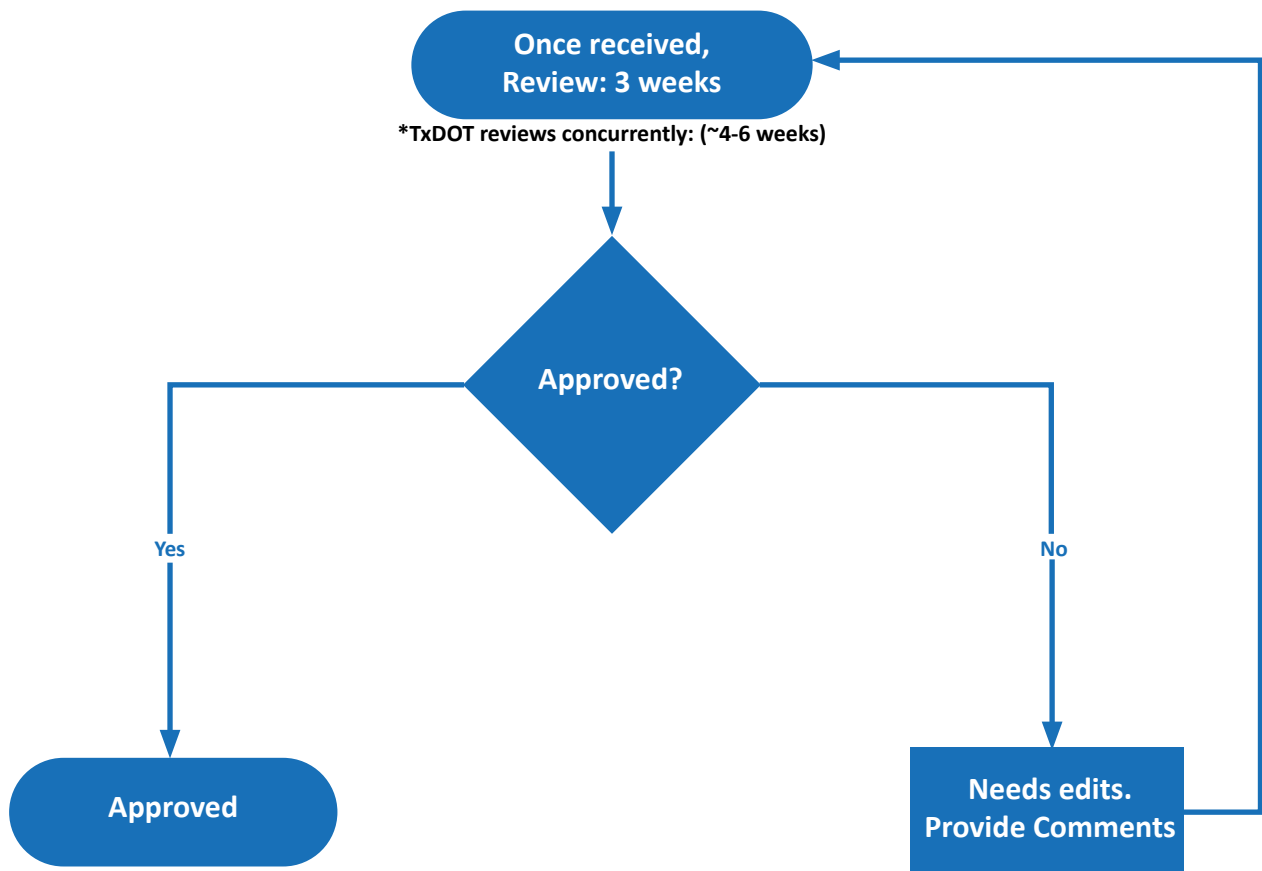 Once received,
Review: 3 weeks
*TxDOT reviews concurrently: (~4-6 weeks)
Approved?
Yes
No
Approved
Needs edits.
Provide Comments